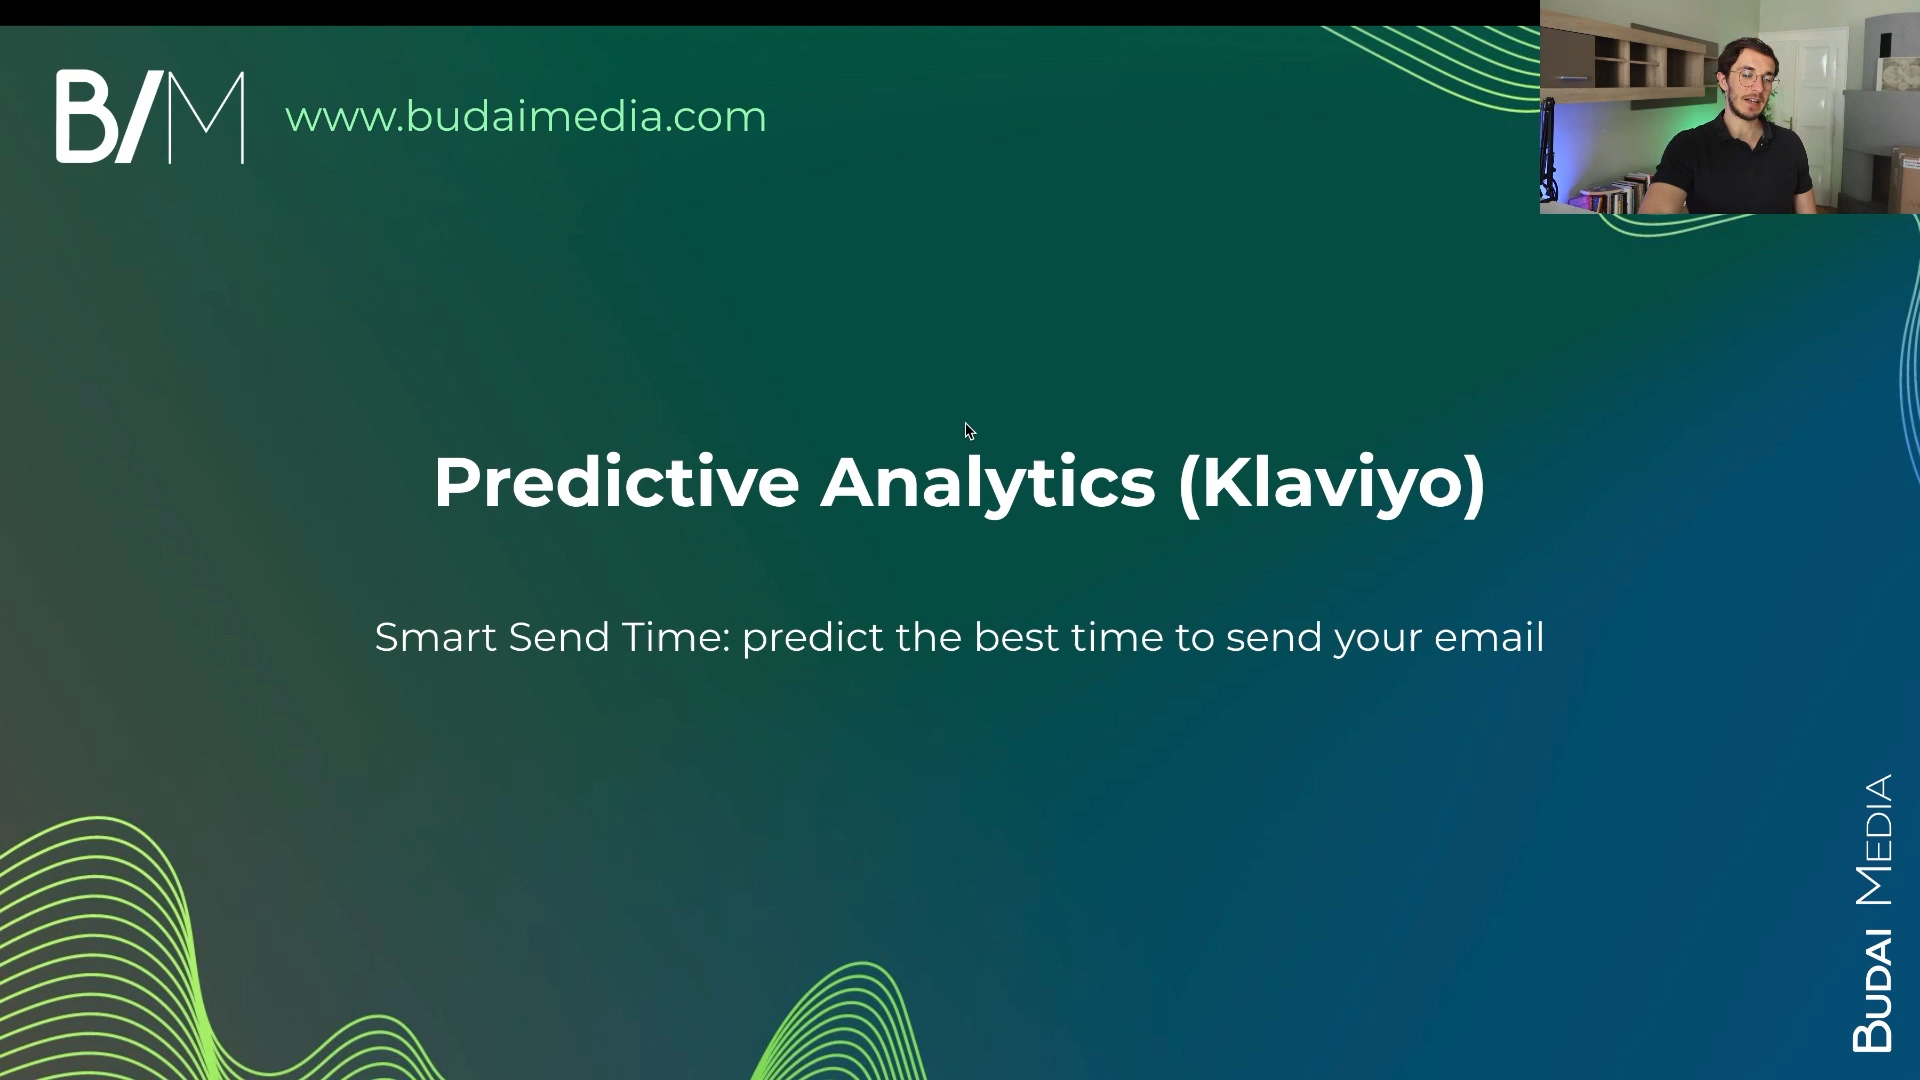 B/M
www.budaimedia.com
Predictive Analytics (Klaviyo)
Smart Send Time: predict the best time to send your email
BUDAI MEDIA